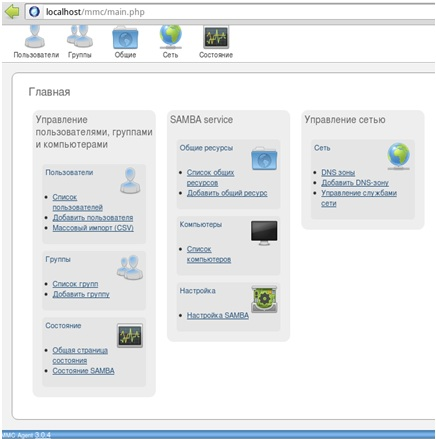 localhost/mmc/main.php
Пользователи Группы Общие Сеть Состояние
Главная
Управление
пользователями, группами
и компьютерами
Пользователи
Список
пользователей
Добавить пользователя
Массовый импорт (CSV)
Группы
Список групп
Добавить группу
Состояние
Общая страница
состояния
Состояние SAMBA
SAMBA service
Общие ресурсы
Список общих
ресурсов
Добавить общий ресурс
Компьютеры
Список
компьютеров
Настройка
Настройка SAMBA
Управление сетью
Сеть
DNS зоны
Добавить DNS-зону
Управление службами
сети
MMC Agent 3.0.4